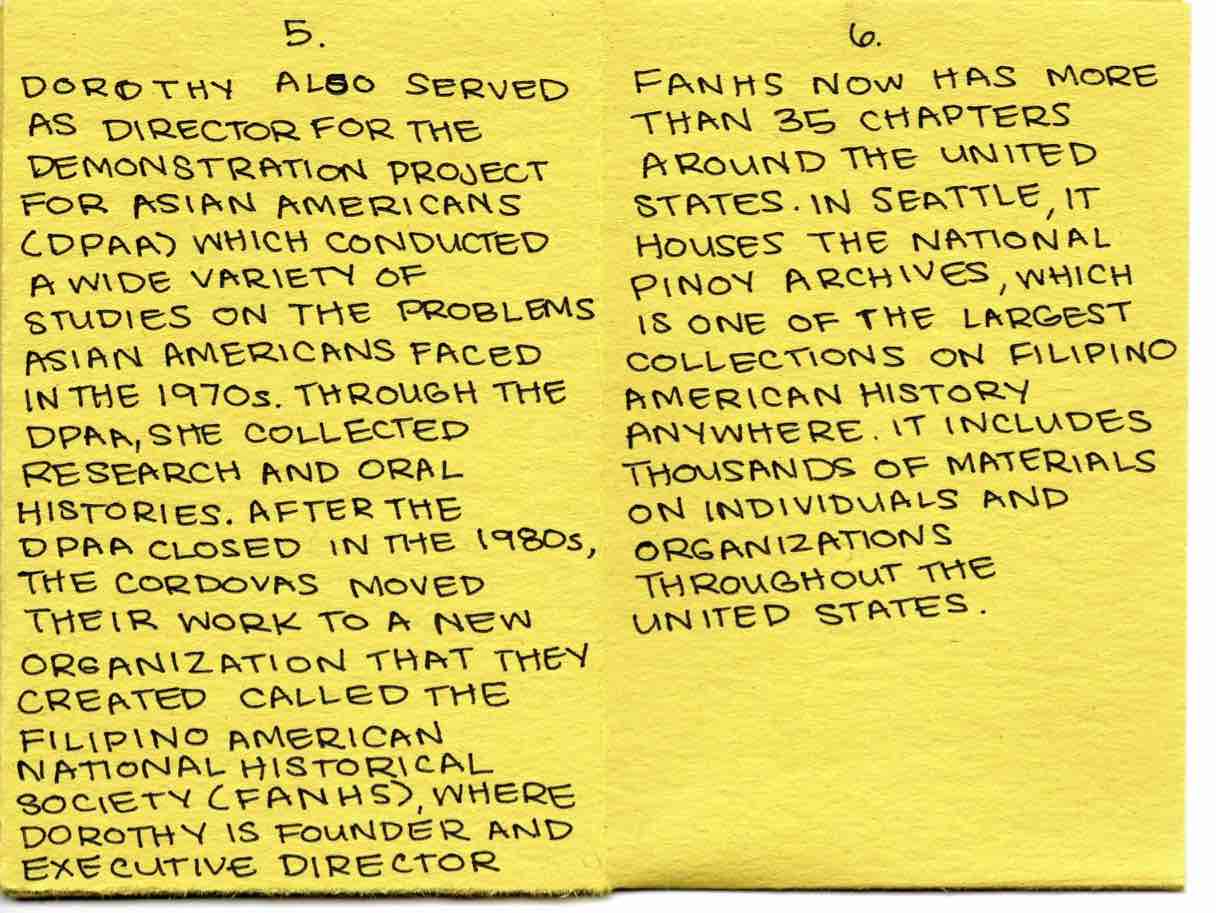 5.
DOROTHY ALSO SERVED
AS DIRECTOR FOR THE
DEMONSTRATION PROJECT
FOR ASIAN AMERICANS
(DPAA) WHICH CONDUCTED
A WIDE VARIETY OF
STUDIES ON THE PROBLEMS
ASIAN AMERICANS FACED
IN THE 1970s. THROUGH THE
DPAA, SHE COLLECTED
RESEARCH AND ORAL
HISTORIES. AFTER THE
DPAA CLOSED IN THE 1980s,
THE CORDOVAS MOVED
THEIR WORK TO A NEW
ORGANIZATION THAT THEY
CREATED CALLED THE
FILIPINO AMERICAN
NATIONAL HISTORICAL
SOCIETY (FANHS), WHERE
DOROTHY IS FOUNDER AND
EXECUTIVE DIRECTOR
6.
FANHS NOW HAS MORE
THAN 35 CHAPTERS
AROUND THE UNITED
STATES. IN SEATTLE, IT
HOUSES THE NATIONAL
PINOY ARCHIVES, WHICH
IS ONE OF THE LARGEST
COLLECTIONS ON FILIPINO
AMERICAN HISTORY
ANYWHERE. IT INCLUDES
THOUSANDS OF MATERIALS
ON INDIVIDUALS AND
ORGANIZATIONS
THROUGHOUT THE
UNITED STATES.